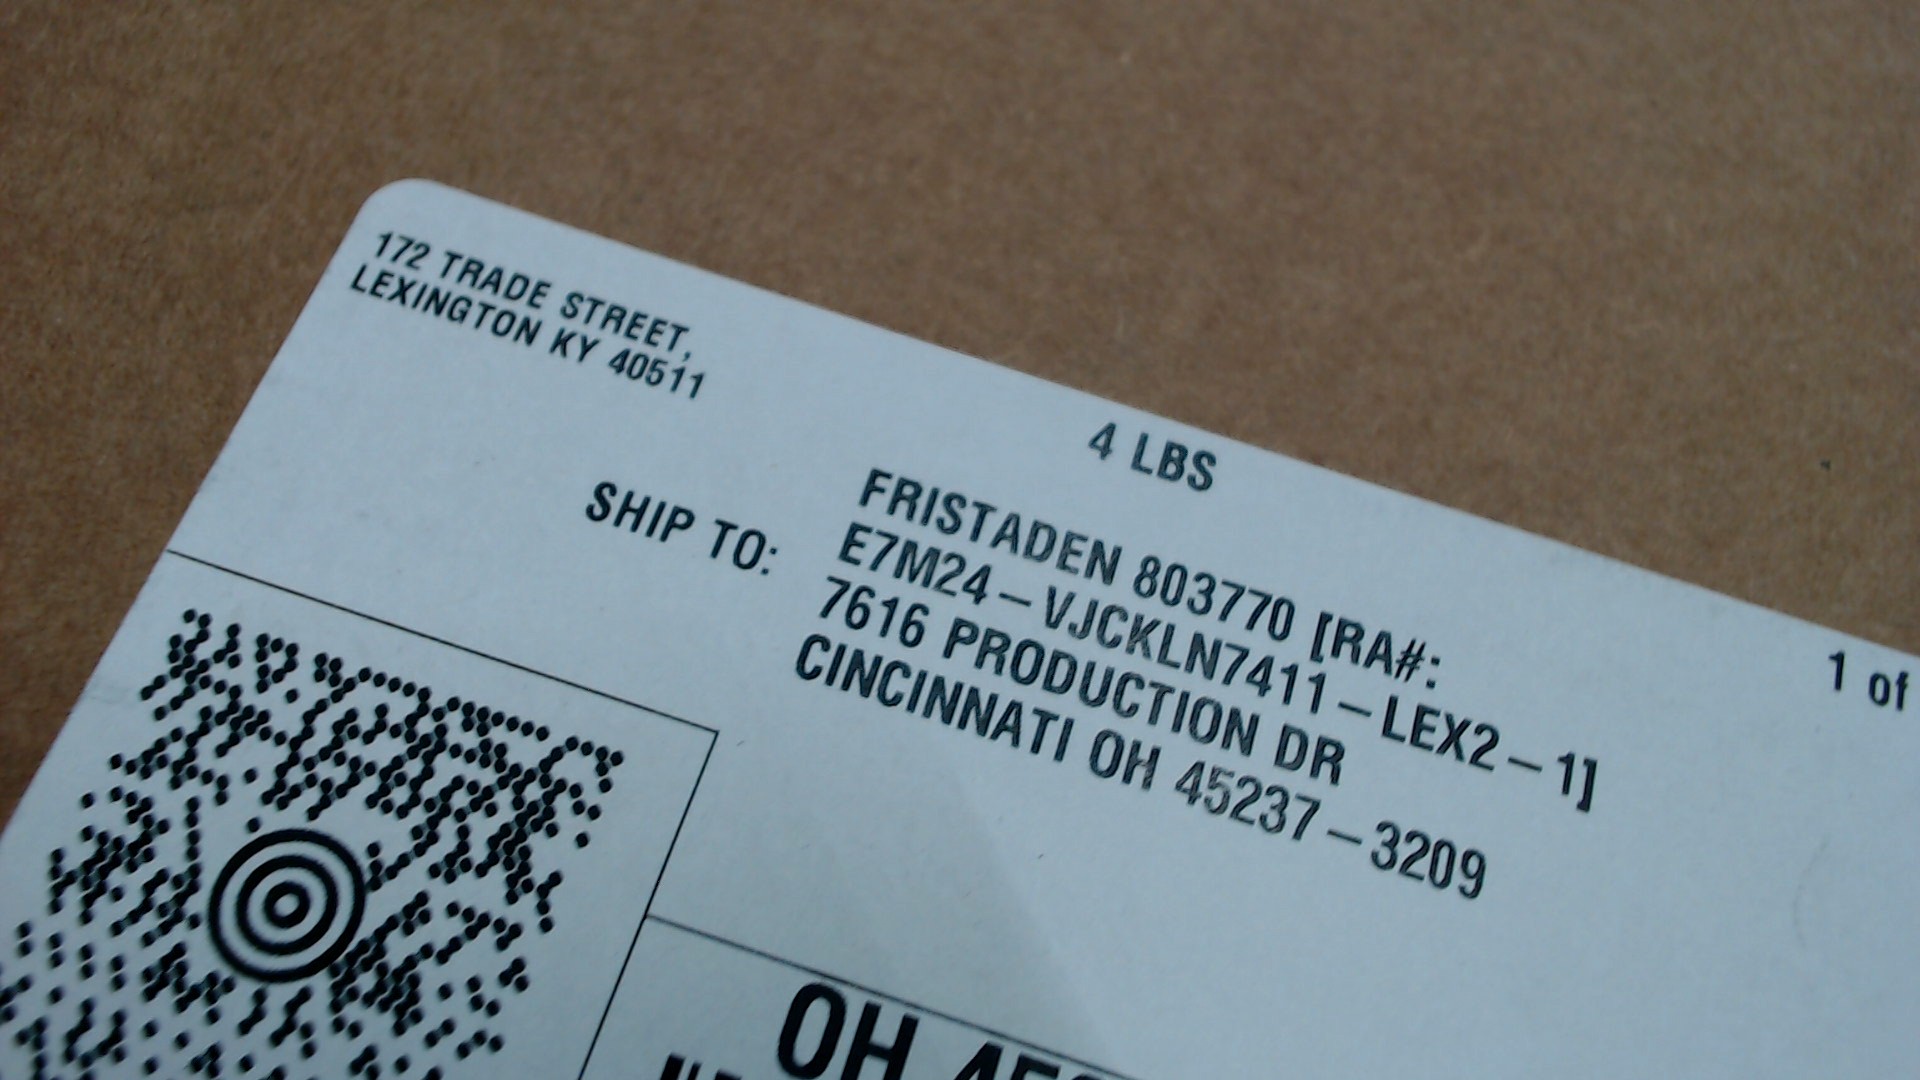 172 TRADE STREET,
LEXINGTON KY 40511
4 LBS
1 of
SHIP TO:
FRISTADEN 803770 [RA#:
E7M24-VJCKLN7411-LEX2-1]
7616 PRODUCTION DR
CINCINNATI OH 45237-3209
OH